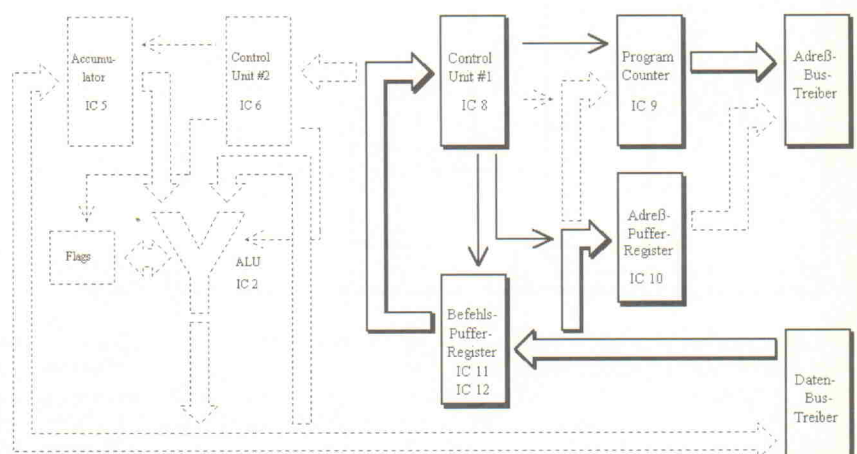 Accumu-
lator
IC 5
Control
Unit #2
IC 6
Control
Unit #1
IC 8
Program
Counter
IC 9
Adreß-
Bus-
Treiber
Flags
ALU
IC 2
Adreß-
Puffer-
Register
IC 10
Befehls-
Puffer-
Register
IC 11
IC 12
Daten-
Bus-
Treiber